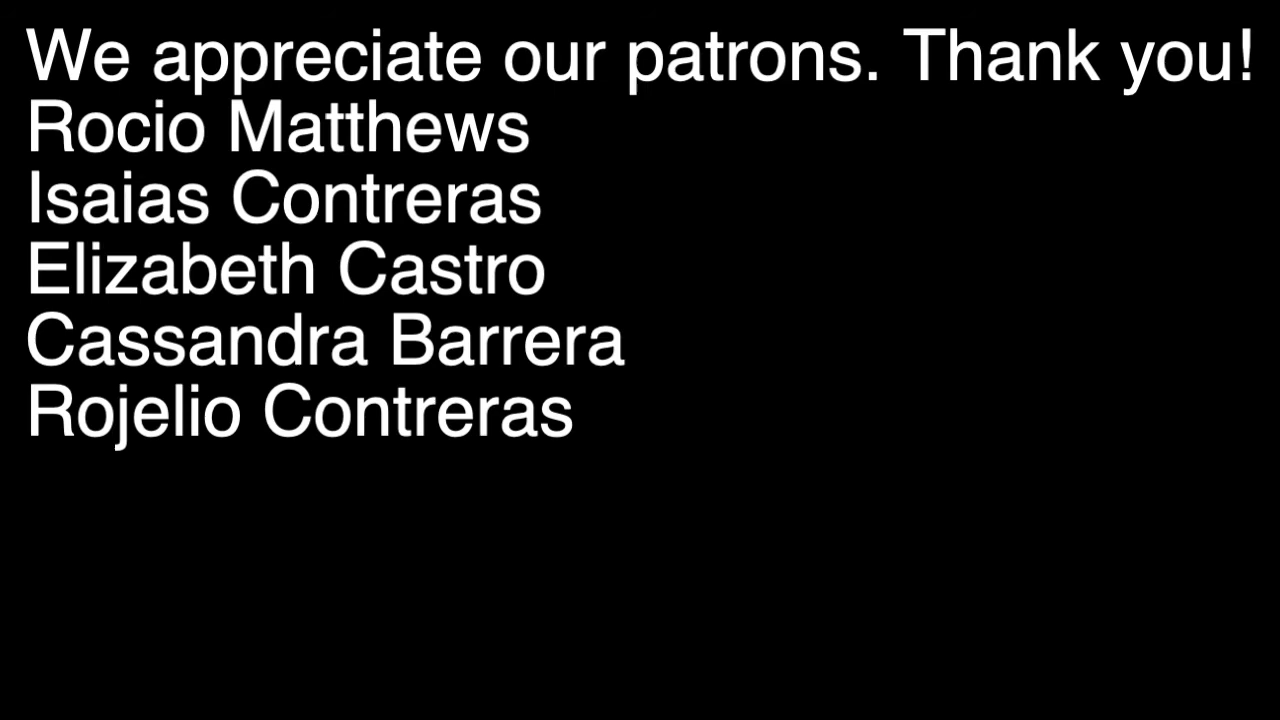 We appreciate our patrons. Thank you!
Rocio Matthews
Isaias Contreras
Elizabeth Castro
Cassandra Barrera
Rojelio Contreras